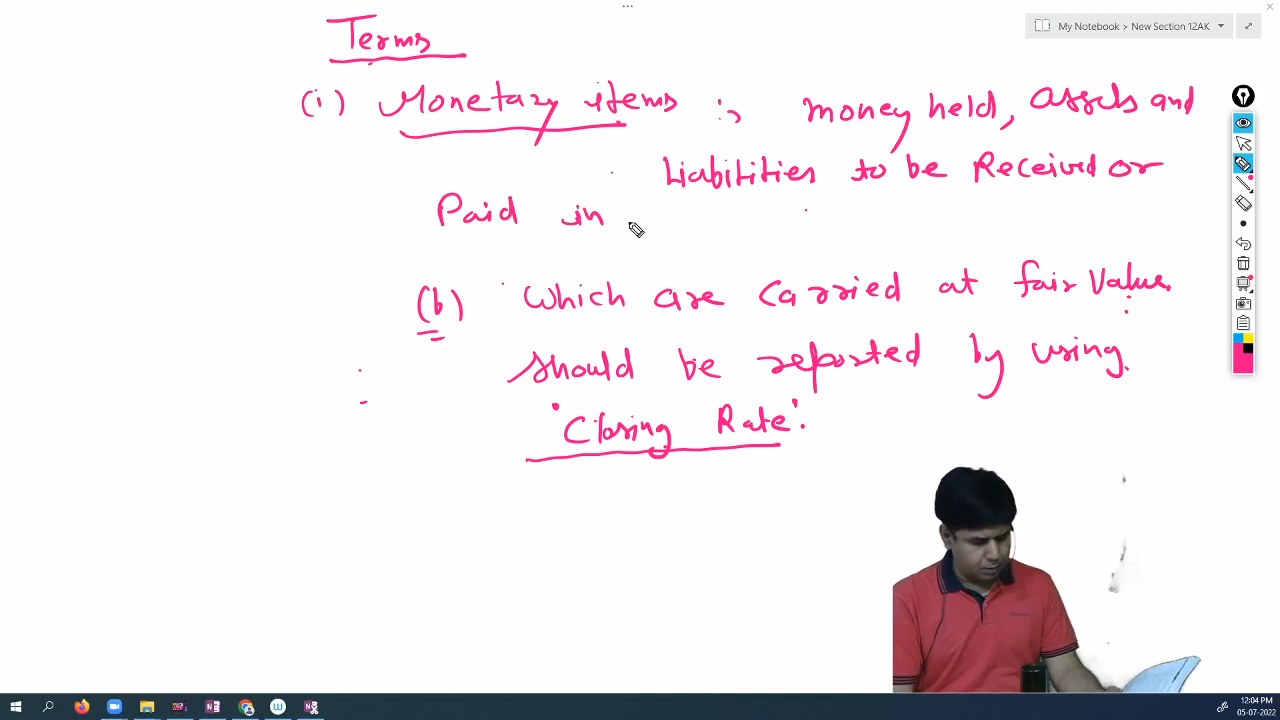 My Notebook > New Section 12AK
Terms
(i) Monetary items :- money held, assets and
Liabilities to be Received or
Paid in
(b) Which are carried at fair value.
should be reported by using
'Closing Rate'.
12:04 PM
05-07-2022